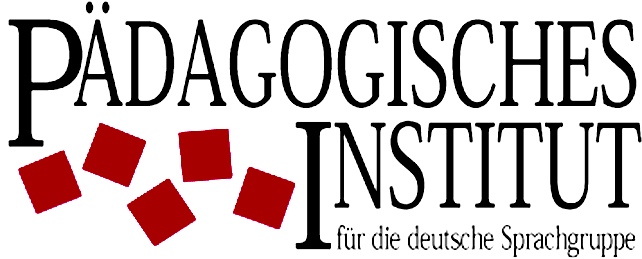 PÄDAGOGISCHES
INSTITUT
für die deutsche Sprachgruppe